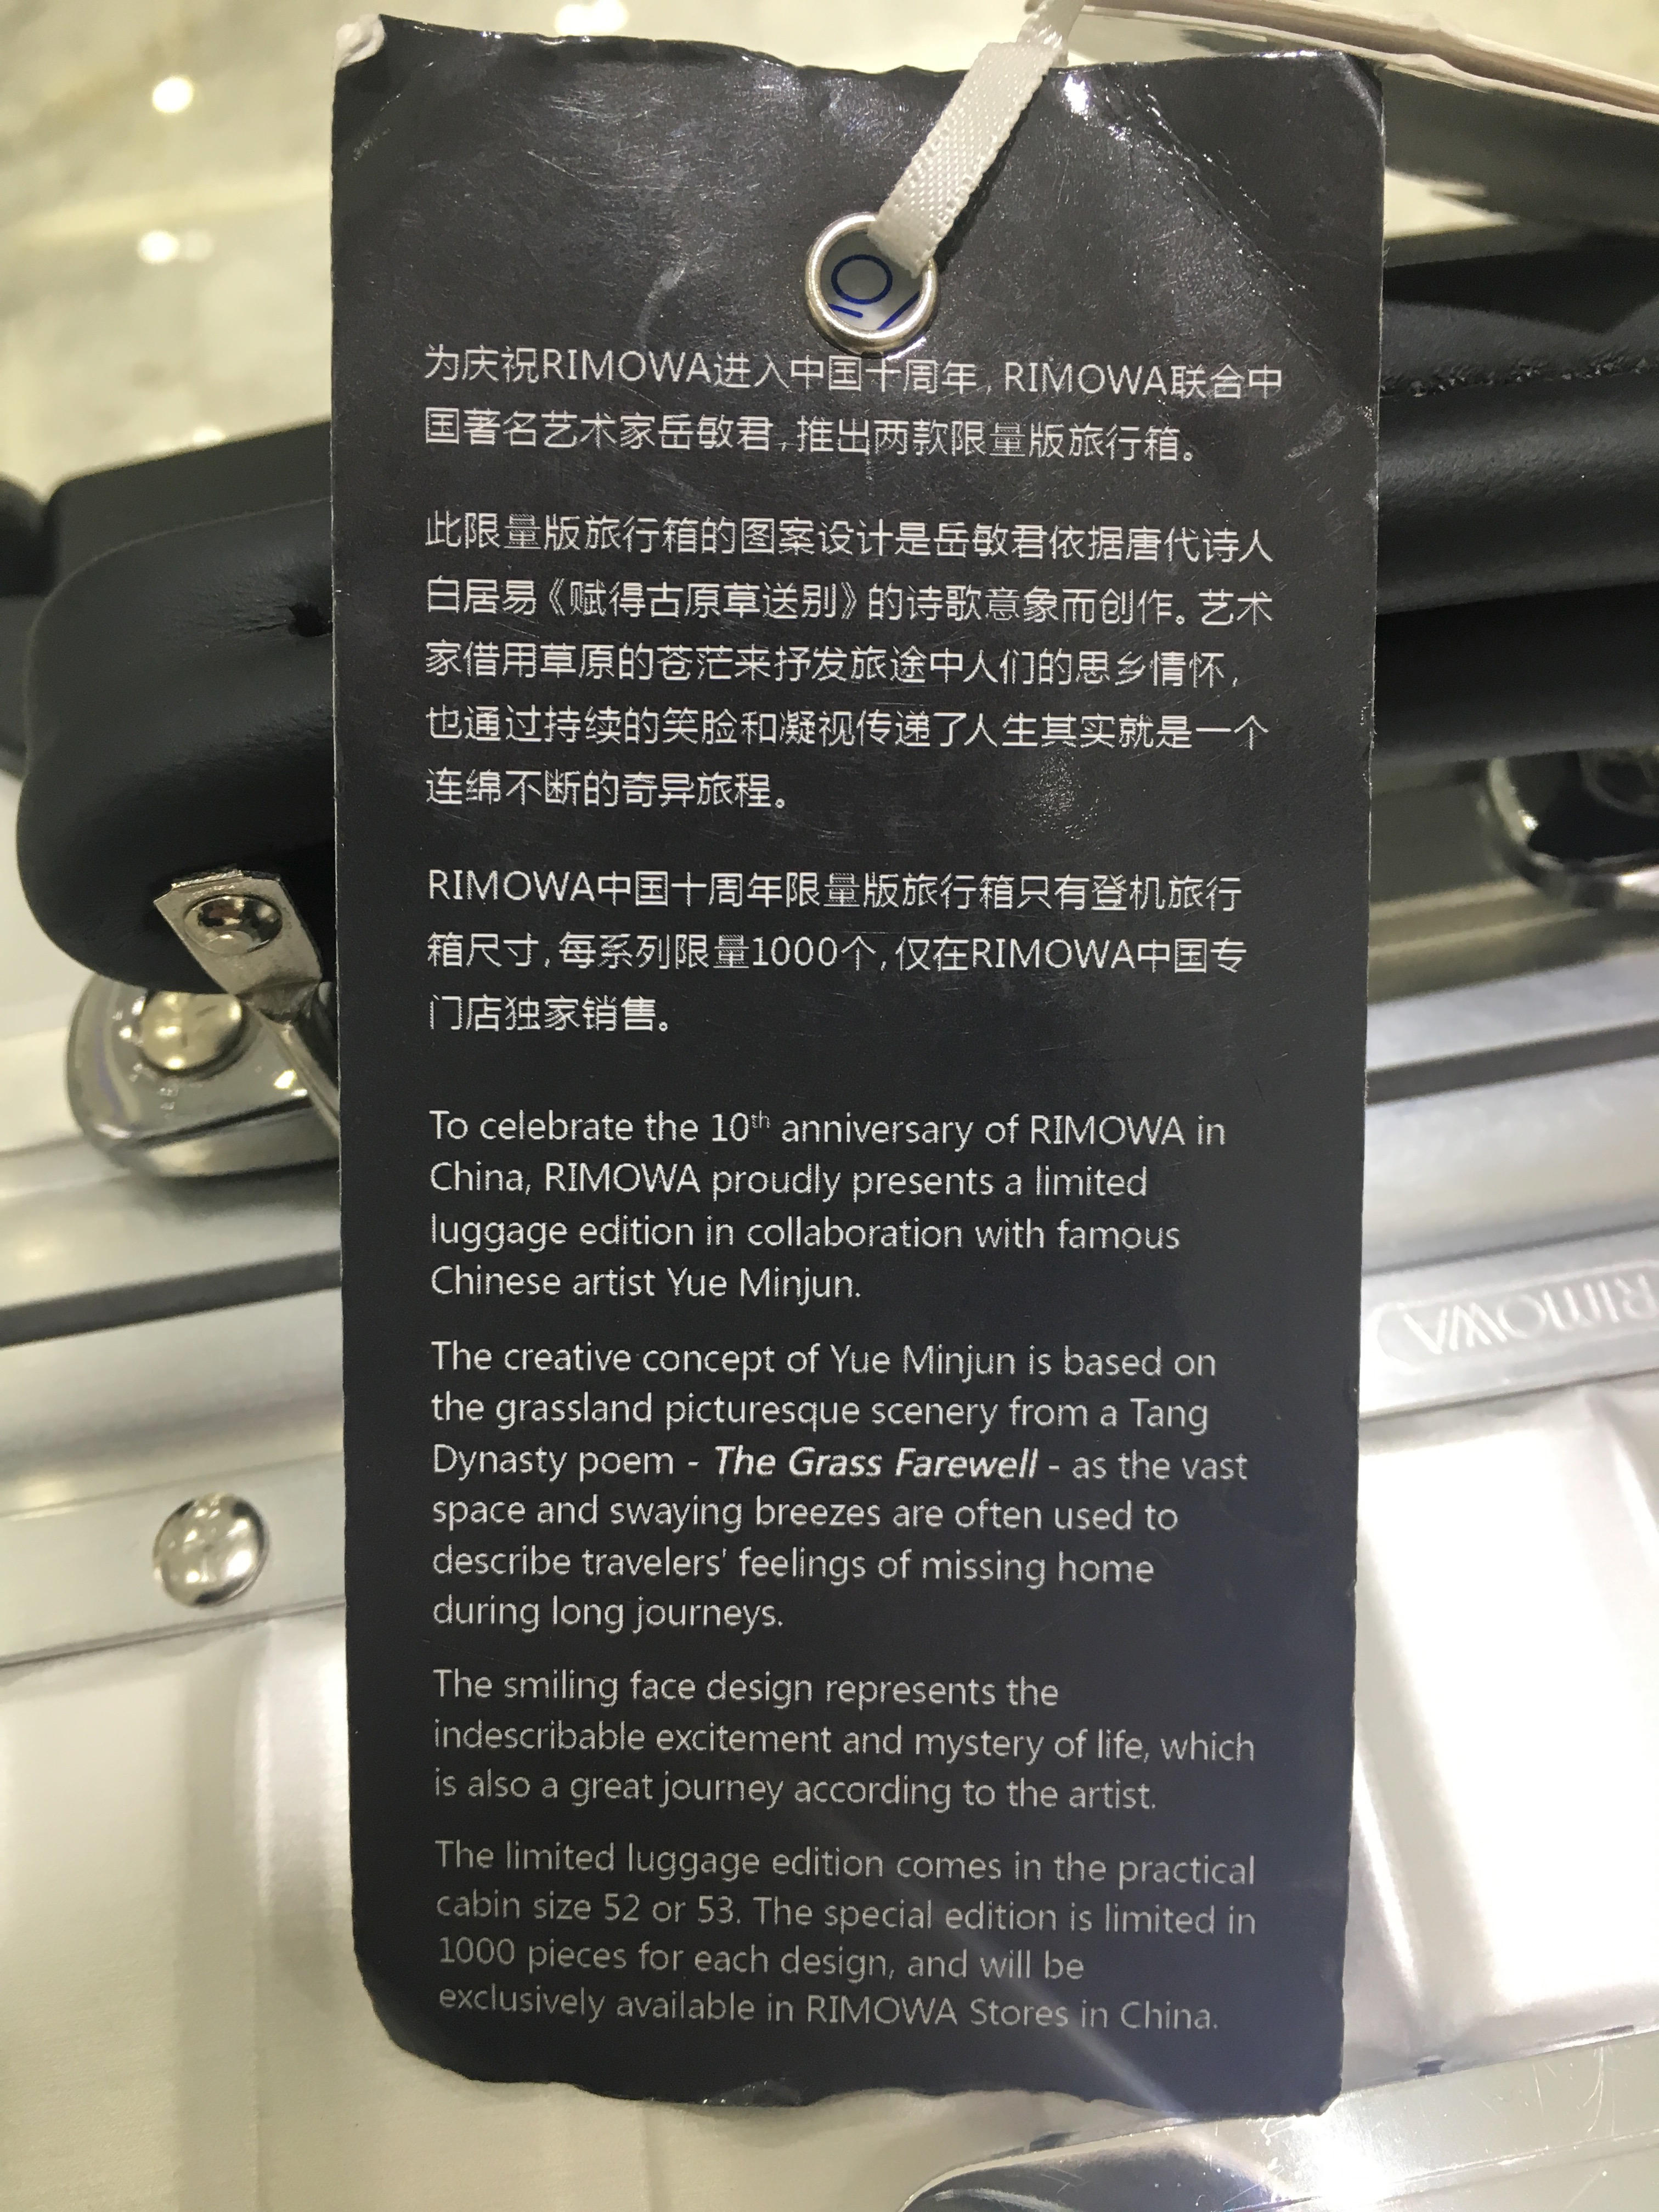 为庆祝RIMOWA进入中国十周年,RIMOWA联合中
国著名艺术家岳敏君,推出两款限量版旅行箱。
此限量版旅行箱的图案设计是岳敏君依据唐代诗人
白居易《赋得古原草送别》的诗歌意象而创作。艺术
家借用草原的苍茫来抒发旅途中人们的思乡情怀,
也通过持续的笑脸和凝视传递了人生其实就是一个
连绵不断的奇异旅程。
RIMOWA中国十周年限量版旅行箱只有登机旅行
箱尺寸,每系列限量1000个,仅在RIMOWA中国专
门店独家销售。
To celebrate the 10th anniversary of RIMOWA in
China, RIMOWA proudly presents a limited
luggage edition in collaboration with famous
Chinese artist Yue Minjun.
The creative concept of Yue Minjun is based on
the grassland picturesque scenery from a Tang
Dynasty poem - The Grass Farewell - as the vast
space and swaying breezes are often used to
describe travelers' feelings of missing home
during long journeys.
The smiling face design represents the
indescribable excitement and mystery of life, which
is also a great journey according to the artist.
The limited luggage edition comes in the practical
cabin size 52 or 53. The special edition is limited in
1000 pieces for each design, and will be
exclusively available in RIMOWA Stores in China.
RIMOWA